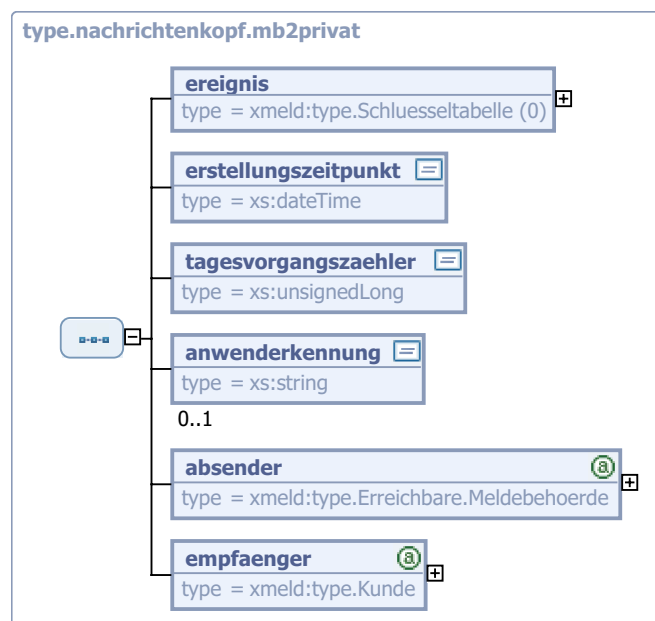 type.nachrichtenkopf.mb2privat
ereignis
type = xmeld:type.Schluesseltabelle (0)
erstellungszeitpunkt
type = xs:dateTime
tagesvorgangszaehler
type = xs:unsignedLong
anwenderkennung
type = xs:string
0..1
absender
type = xmeld:type.Erreichbare.Meldebehoerde
empfaenger
type = xmeld:type.Kunde